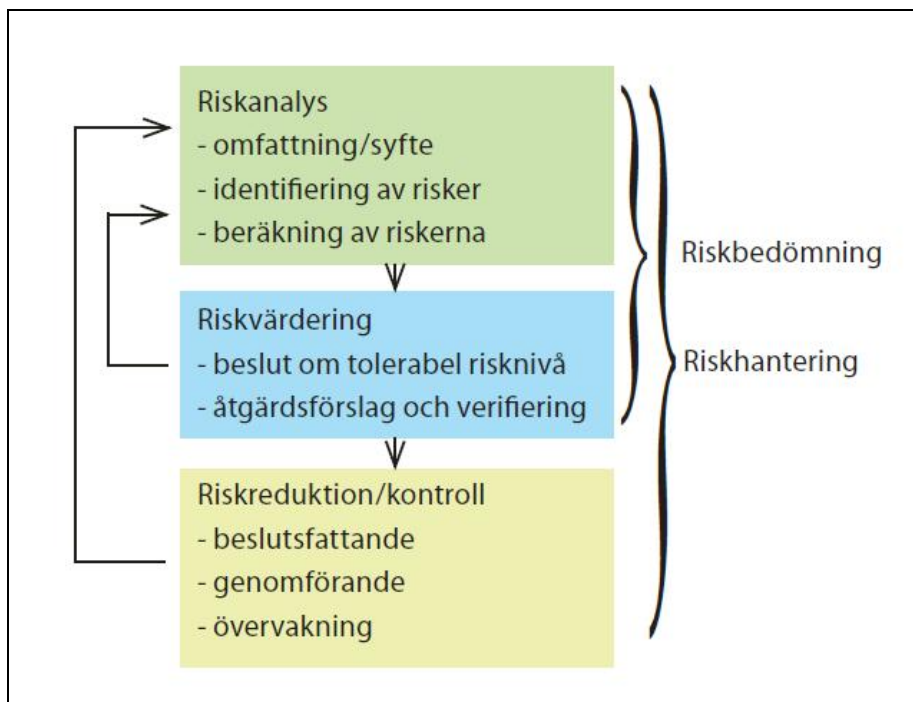 Riskanalys
- omfattning/syfte
- identifiering av risker
- beräkning av riskerna
Riskvärdering
- beslut om tolerabel risknivå
- åtgärdsförslag och verifiering
Riskreduktion/kontroll
- beslutsfattande
- genomförande
- övervakning
Riskbedömning
Riskhantering